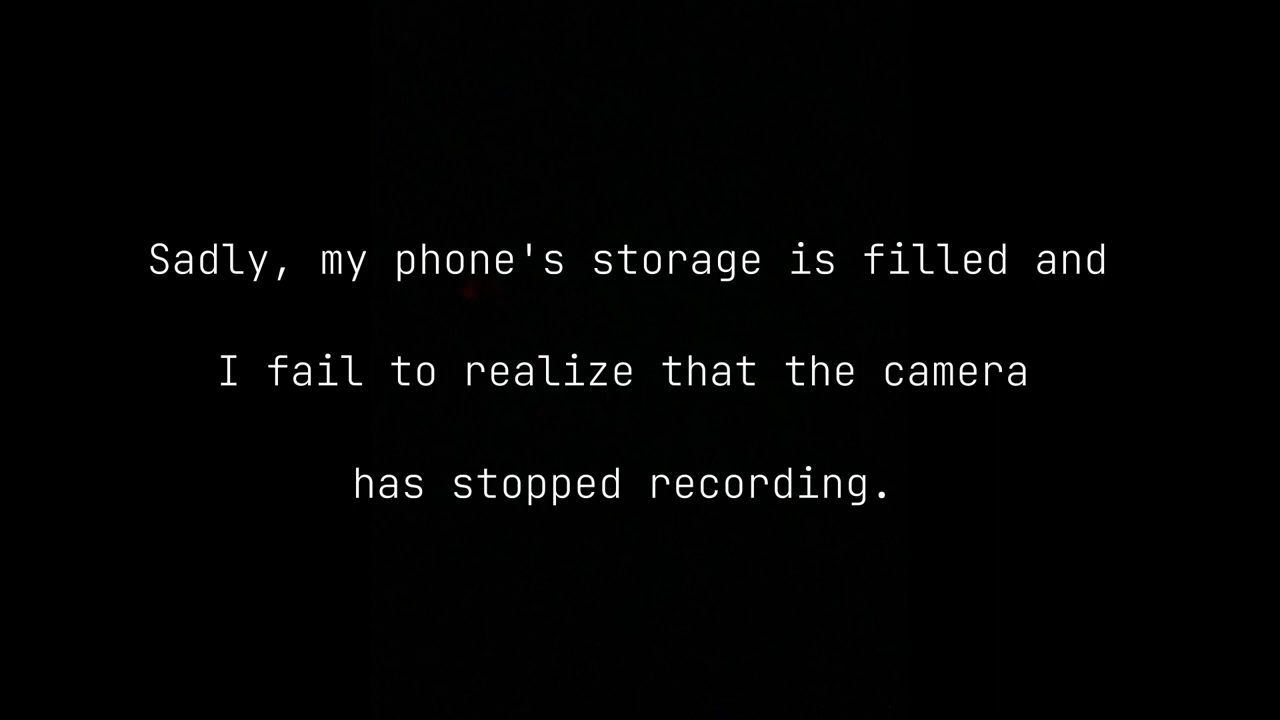 Sadly, my phone's storage is filled and
I fail to realize that the camera
has stopped recording.